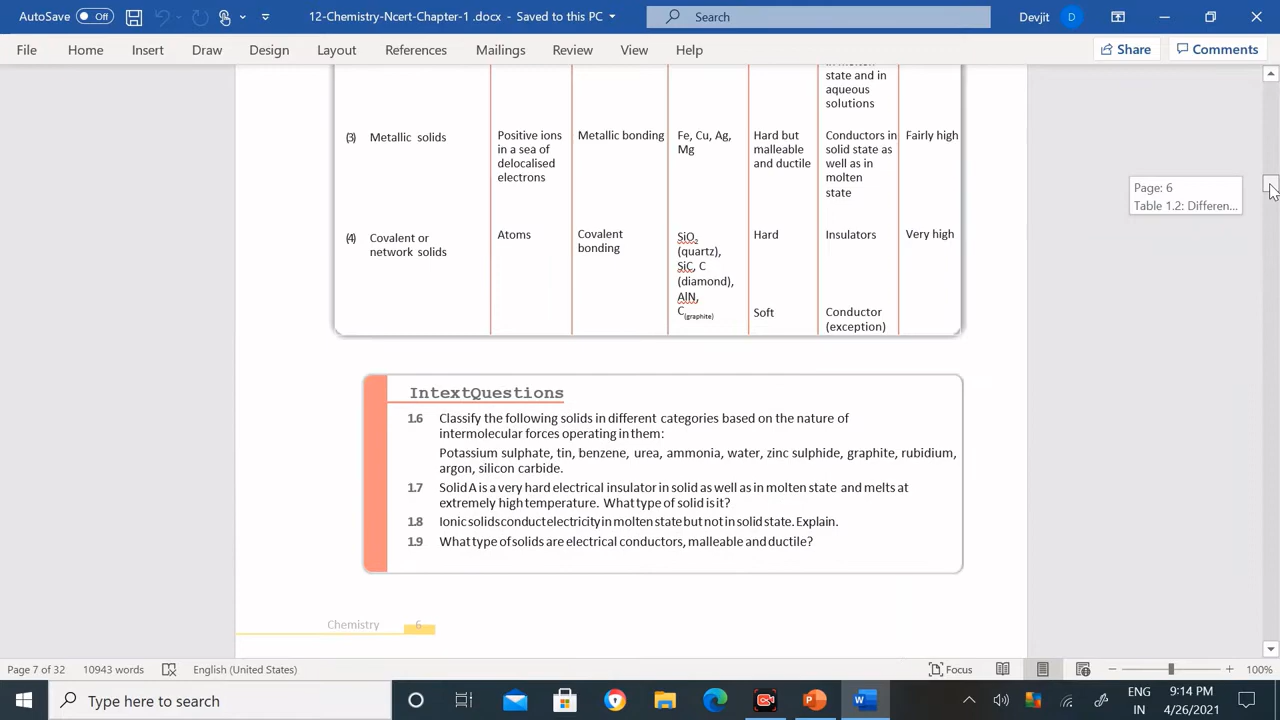 AutoSave Off 12-Chemistry-Ncert-Chapter-1 .docx - Saved to this PC Search Devjit D
File Home Insert Draw Design Layout References Mailings Review View Help Share Comments
in molten
state and in
aqueous
solutions
(3) Metallic solids
Positive ions
in a sea of
delocalised
electrons
Metallic bonding
Fe, Cu, Ag,
Mg
Hard but
malleable
and ductile
Conductors in
solid state as
well as in
molten
state
Fairly high
(4) Covalent or
network solids
Atoms
Covalent
bonding
SiO2
(quartz),
SiC, C
(diamond),
AlN,
C(graphite)
Hard
Soft
Insulators
Conductor
(exception)
Very high
Page: 6
Table 1.2: Differen...
IntextQuestions
1.6 Classify the following solids in different categories based on the nature of
intermolecular forces operating in them:
Potassium sulphate, tin, benzene, urea, ammonia, water, zinc sulphide, graphite, rubidium,
argon, silicon carbide.
1.7 Solid A is a very hard electrical insulator in solid as well as in molten state and melts at
extremely high temperature. What type of solid is it?
1.8 Ionic solids conduct electricity in molten state but not in solid state. Explain.
1.9 What type of solids are electrical conductors, malleable and ductile?
Chemistry 6
Page 7 of 32 10943 words English (United States) Focus 100%
Type here to search
ENG
IN
9:14 PM
4/26/2021